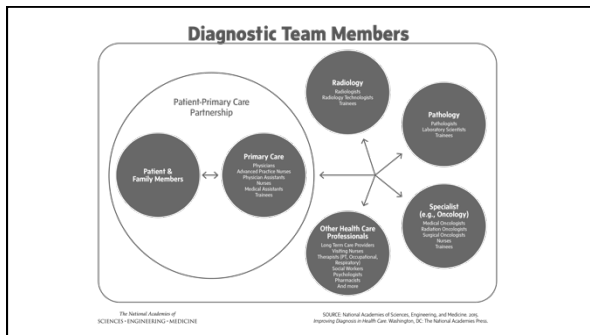 Diagnostic Team Members
Patient-Primary Care
Partnership
Patient &
Family Members
Primary Care
Physicians
Advanced Practice Nurses
Physician Assistants
Nurses
Medical Assistants
Trainees
Radiology
Radiologists
Radiology Technologists
Trainees
Pathology
Pathologists
Laboratory Scientists
Trainees
Specialist
(e.g., Oncology)
Medical Oncologists
Radiation Oncologists
Surgical Oncologists
Nurses
Trainees
Other Health Care
Professionals
Long Term Care Providers
Visiting Nurses
Therapists (PT, Occupational,
Respiratory)
Social Workers
Psychologists
Pharmacists
And more
The National Academies of
SCIENCES • ENGINEERING • MEDICINE
SOURCE: National Academies of Sciences, Engineering, and Medicine. 2015.
Improving Diagnosis in Health Care. Washington, DC: The National Academies Press.